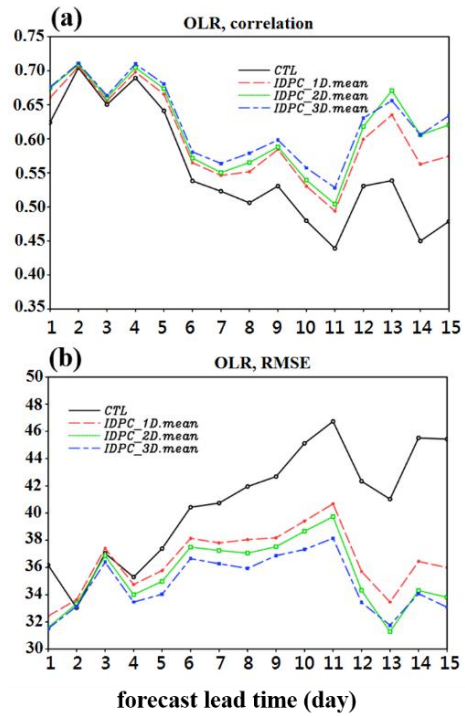 (a)
OLR, correlation
0.75
0.70
0.65
0.60
0.55
0.50
0.45
0.40
0.35
CTL
IDPC_1D.mean
IDPC_2D.mean
IDPC_3D.mean
1 2 3 4 5 6 7 8 9 10 11 12 13 14 15
(b)
OLR, RMSE
50
48
46
44
42
40
38
36
34
32
30
CTL
IDPC_1D.mean
IDPC_2D.mean
IDPC_3D.mean
1 2 3 4 5 6 7 8 9 10 11 12 13 14 15
forecast lead time (day)